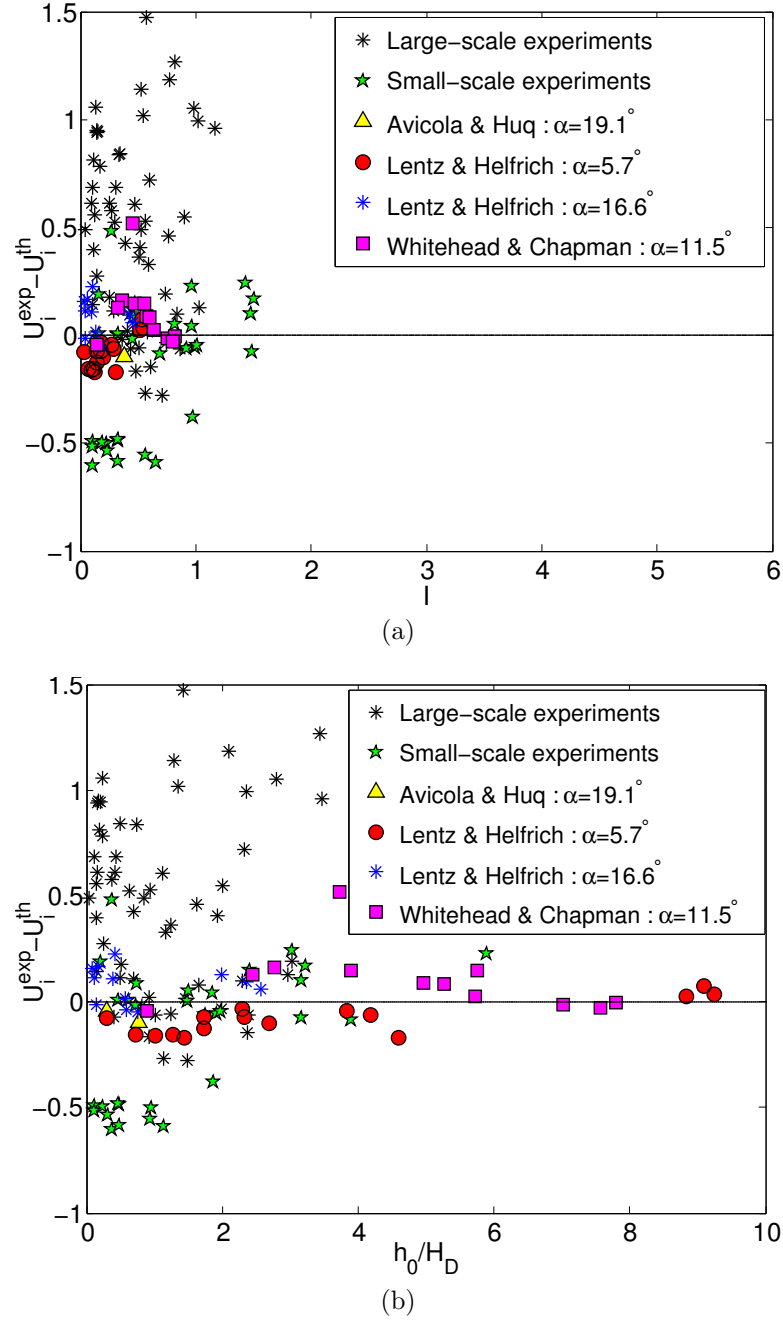 1.5
1
0.5
0
−0.5
−1
U_i^exp−U_i^th
Large−scale experiments
Small−scale experiments
Avicola & Huq : α=19.1°
Lentz & Helfrich : α=5.7°
Lentz & Helfrich : α=16.6°
Whitehead & Chapman : α=11.5°
0 1 2 3 4 5 6
I
(a)
1.5
1
0.5
0
−0.5
−1
U_i^exp−U_i^th
Large−scale experiments
Small−scale experiments
Avicola & Huq : α=19.1°
Lentz & Helfrich : α=5.7°
Lentz & Helfrich : α=16.6°
Whitehead & Chapman : α=11.5°
0 2 4 6 8 10
h_0/H_D
(b)